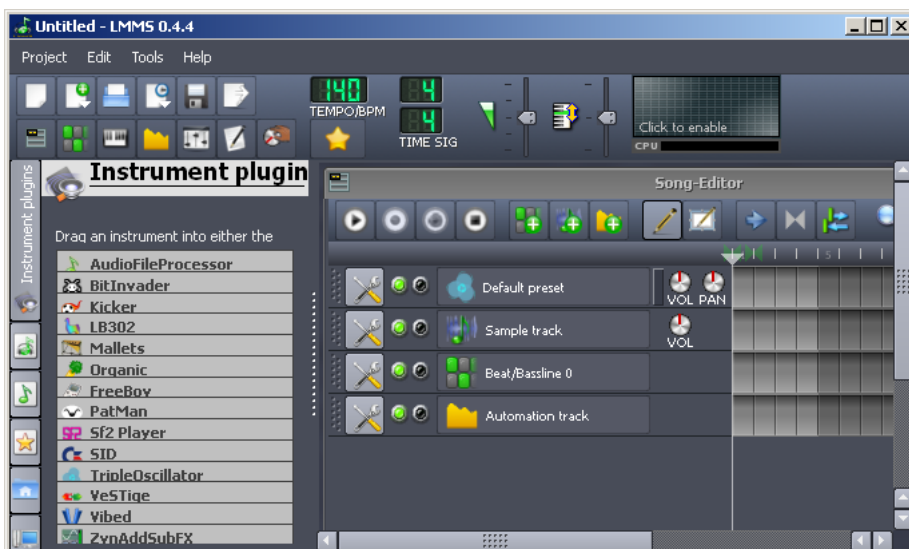 Untitled - LMMS 0.4.4
Project Edit Tools Help
140
TEMPO/BPM
4
4
TIME SIG
Click to enable
CPU
Instrument plugins
Instrument plugin
Drag an instrument into either the
AudioFileProcessor
BitInvader
Kicker
LB302
Mallets
Organic
FreeBoy
PatMan
Sf2 Player
SID
TripleOscillator
VeSTige
Vibed
ZynAddSubFX
Song-Editor
5
Default preset
VOL PAN
Sample track
VOL
Beat/Bassline 0
Automation track